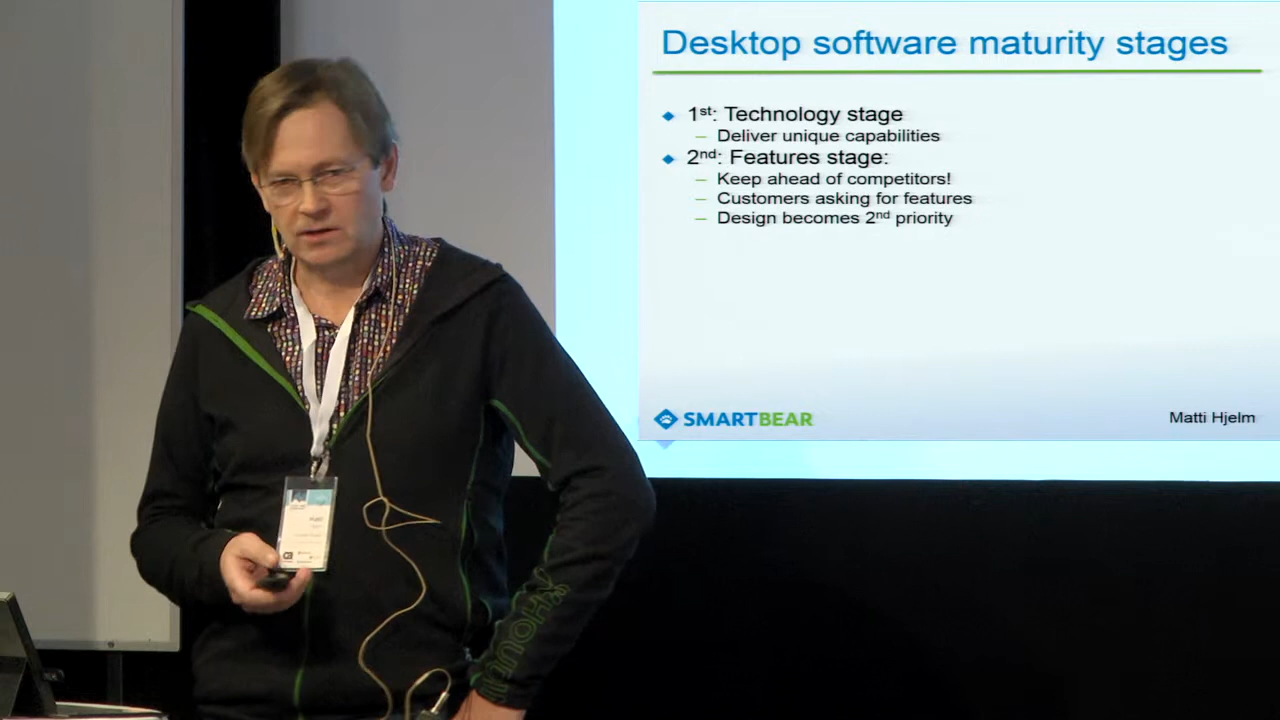 Desktop software maturity stages
1st: Technology stage
– Deliver unique capabilities
2nd: Features stage:
– Keep ahead of competitors!
– Customers asking for features
– Design becomes 2nd priority
SMARTBEAR
Matti Hjelm